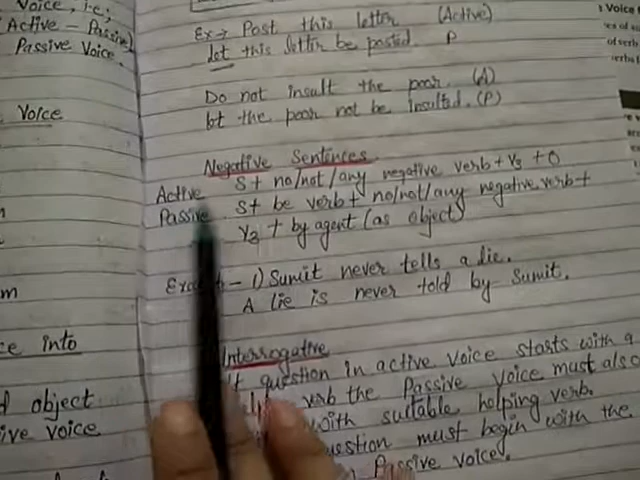 Voice, i.e;
(Active - Passive)
Passive Voice.
Voice
m
ce into
d object
ive voice
Ex → Post this letter (Active)
Let this letter be posted. P
Do not insult the poor. (A)
let the poor not be insulted. (P)
Negative Sentences
Active S + no/not/any negative verb + V3 + O
Passive S + be verb + no/not/any negative verb +
V3 + by agent (as object)
- 1) Sumit never tells a lie.
A lie is never told by Sumit.
Interrogative
question in active voice starts with a
verb the Passive voice must also
with suitable helping verb.
question must begin with the
Passive voice.
1 Voice
of verb